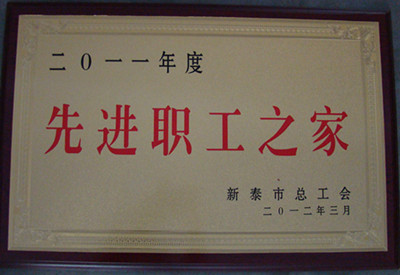 二〇一一年度
先进职工之家
新泰市总工会
二〇一二年三月